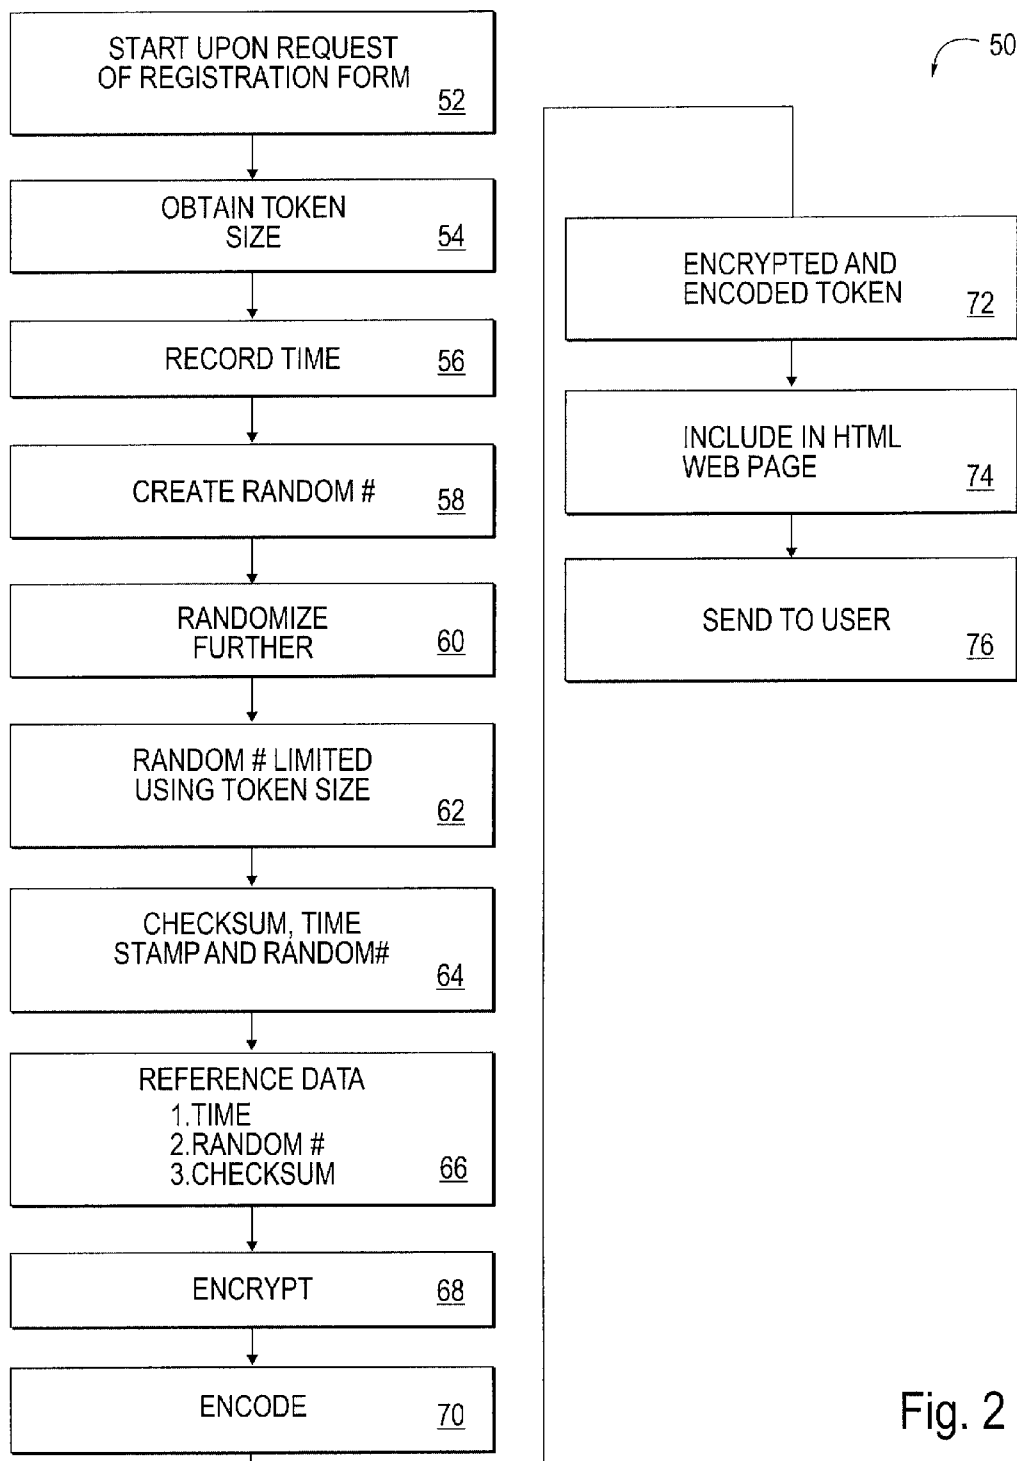 START UPON REQUEST
OF REGISTRATION FORM
52
OBTAIN TOKEN
SIZE
54
RECORD TIME
56
CREATE RANDOM #
58
RANDOMIZE
FURTHER
60
RANDOM # LIMITED
USING TOKEN SIZE
62
CHECKSUM, TIME
STAMP AND RANDOM#
64
REFERENCE DATA
1.TIME
2.RANDOM #
3.CHECKSUM
66
ENCRYPT
68
ENCODE
70
50
ENCRYPTED AND
ENCODED TOKEN
72
INCLUDE IN HTML
WEB PAGE
74
SEND TO USER
76
Fig. 2